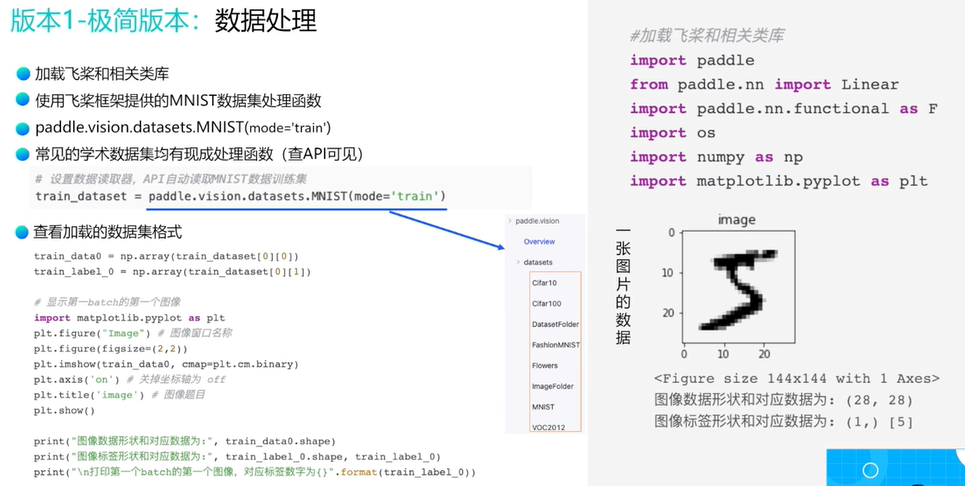 版本1-极简版本：数据处理
加载飞桨和相关类库
使用飞桨框架提供的MNIST数据集处理函数
paddle.vision.datasets.MNIST(mode='train')
常见的学术数据集均有现成处理函数（查API可见）
# 设置数据读取器，API自动读取MNIST数据训练集
train_dataset = paddle.vision.datasets.MNIST(mode='train')
查看加载的数据集格式
train_data0 = np.array(train_dataset[0][0])
train_label_0 = np.array(train_dataset[0][1])
# 显示第一batch的第一个图像
import matplotlib.pyplot as plt
plt.figure("Image") # 图像窗口名称
plt.figure(figsize=(2,2))
plt.imshow(train_data0, cmap=plt.cm.binary)
plt.axis('on') # 关掉坐标轴为 off
plt.title('image') # 图像题目
plt.show()
print("图像数据形状和对应数据为:", train_data0.shape)
print("图像标签形状和对应数据为:", train_label_0.shape, train_label_0)
print("\n打印第一个batch的第一个图像，对应标签数字为{}".format(train_label_0))
paddle.vision
Overview
datasets
Cifar10
Cifar100
DatasetFolder
FashionMNIST
Flowers
ImageFolder
MNIST
VOC2012
#加载飞桨和相关类库
import paddle
from paddle.nn import Linear
import paddle.nn.functional as F
import os
import numpy as np
import matplotlib.pyplot as plt
一张图片的数据
image
0
10
20
0 10 20
<Figure size 144x144 with 1 Axes>
图像数据形状和对应数据为: (28, 28)
图像标签形状和对应数据为: (1,) [5]